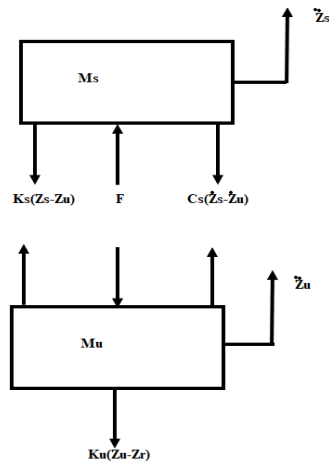 Z̈s
Ms
Ks(Zs-Zu) F Cs(Żs-Żu)
Z̈u
Mu
Ku(Zu-Zr)